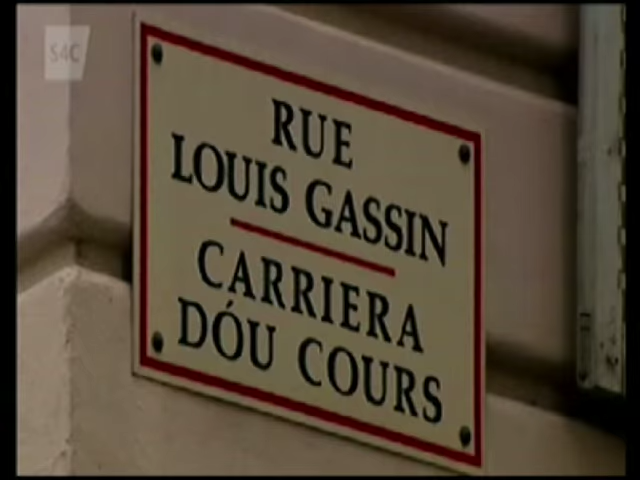 S4C
RUE
LOUIS GASSIN
CARRIERA
DÓU COURS